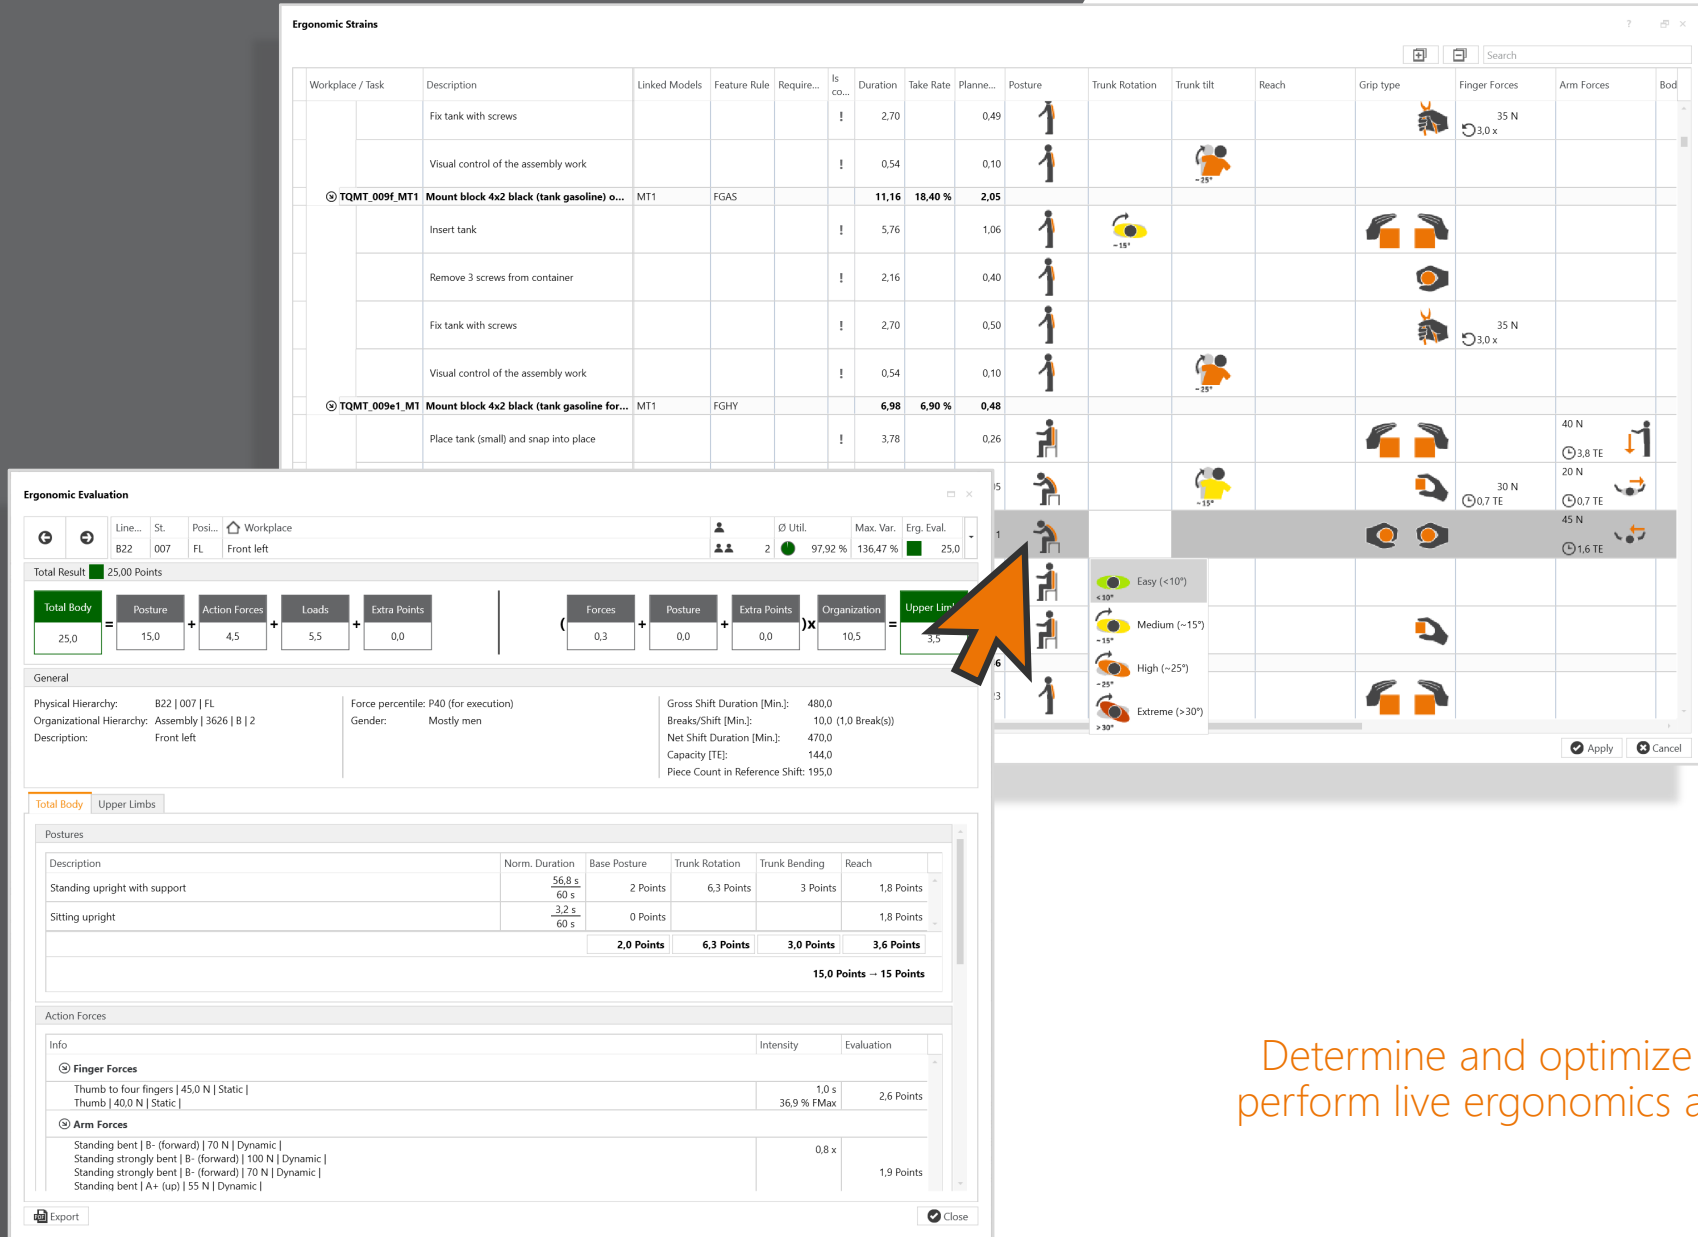 Ergonomic Strains
Search
Workplace / Task Description Linked Models Feature Rule Require... Is co... Duration Take Rate Planne... Posture Trunk Rotation Trunk tilt Reach Grip type Finger Forces Arm Forces Bod
Fix tank with screws ! 2,70 0,49 35 N 3,0 x
Visual control of the assembly work ! 0,54 0,10 ~25°
TQMT_009f_MT1 Mount block 4x2 black (tank gasoline) o... MT1 FGAS 11,16 18,40 % 2,05
Insert tank ! 5,76 1,06 ~15°
Remove 3 screws from container ! 2,16 0,40
Fix tank with screws ! 2,70 0,50 35 N 3,0 x
Visual control of the assembly work ! 0,54 0,10 ~25°
TQMT_009e1_MT Mount block 4x2 black (tank gasoline for... MT1 FGHY 6,98 6,90 % 0,48
Place tank (small) and snap into place ! 3,78 0,26 40 N 3,8 TE
~15° 30 N 0,7 TE 20 N 0,7 TE
45 N 1,6 TE
<10° Easy (<10°)
~15° Medium (~15°)
~25° High (~25°)
>30° Extreme (>30°)
Apply Cancel
Ergonomic Evaluation
Line... St. Posi... Workplace Ø Util. Max. Var. Erg. Eval.
B22 007 FL Front left 2 97,92 % 136,47 % 25,0
Total Result 25,00 Points
Total Body Posture Action Forces Loads Extra Points Forces Posture Extra Points Organization Upper Limb
25,0 = 15,0 + 4,5 + 5,5 + 0,0 ( 0,3 + 0,0 + 0,0 )x 10,5 = 3,5
General
Physical Hierarchy: B22 | 007 | FL Force percentile: P40 (for execution) Gross Shift Duration [Min.]: 480,0
Organizational Hierarchy: Assembly | 3626 | B | 2 Gender: Mostly men Breaks/Shift [Min.]: 10,0 (1,0 Break(s))
Description: Front left Net Shift Duration [Min.]: 470,0
Capacity [TE]: 144,0
Piece Count in Reference Shift: 195,0
Total Body Upper Limbs
Postures
Description Norm. Duration Base Posture Trunk Rotation Trunk Bending Reach
Standing upright with support 56,8 s 60 s 2 Points 6,3 Points 3 Points 1,8 Points
Sitting upright 3,2 s 60 s 0 Points 1,8 Points
2,0 Points 6,3 Points 3,0 Points 3,6 Points
15,0 Points → 15 Points
Action Forces
Info Intensity Evaluation
Finger Forces
Thumb to four fingers | 45,0 N | Static | 1,0 s
Thumb | 40,0 N | Static | 36,9 % FMax 2,6 Points
Arm Forces
Standing bent | B- (forward) | 70 N | Dynamic | 0,8 x
Standing strongly bent | B- (forward) | 100 N | Dynamic |
Standing strongly bent | B- (forward) | 70 N | Dynamic | 1,9 Points
Standing bent | A+ (up) | 55 N | Dynamic |
PDF Export Close
Determine and optimize
perform live ergonomics a